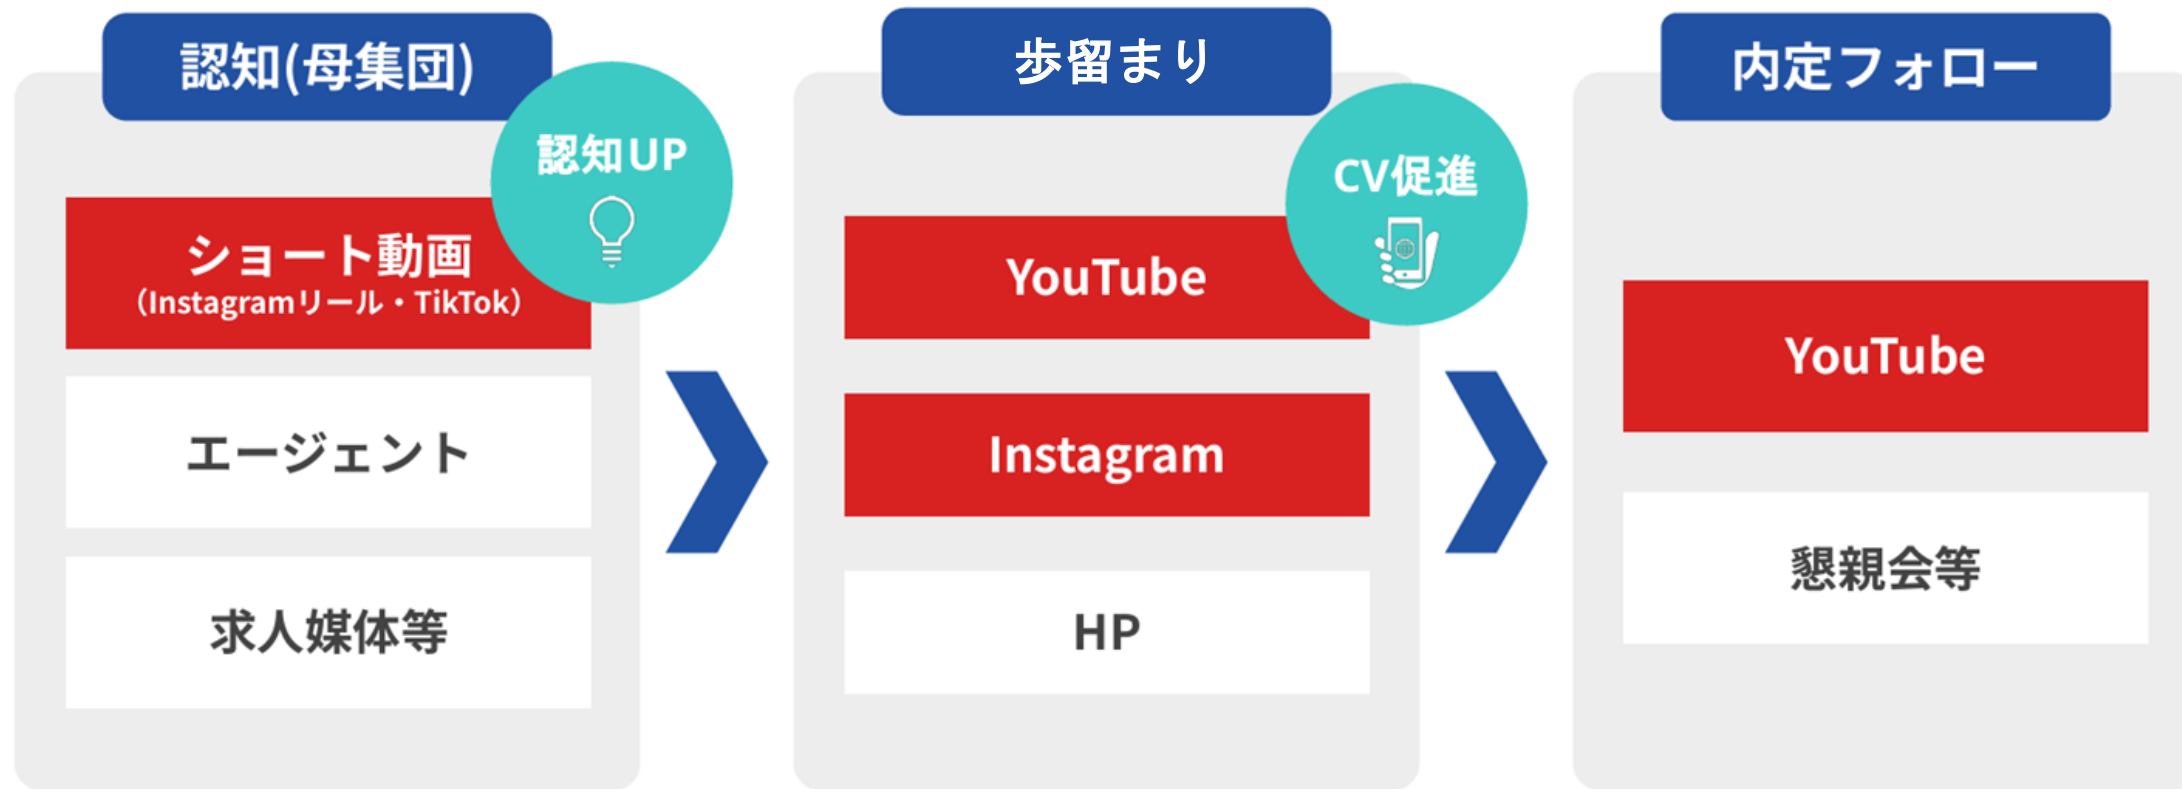 認知(母集団)
認知UP
ショート動画
（Instagramリール・TikTok）
エージェント
求人媒体等
歩留まり
CV促進
YouTube
Instagram
HP
内定フォロー
YouTube
懇親会等